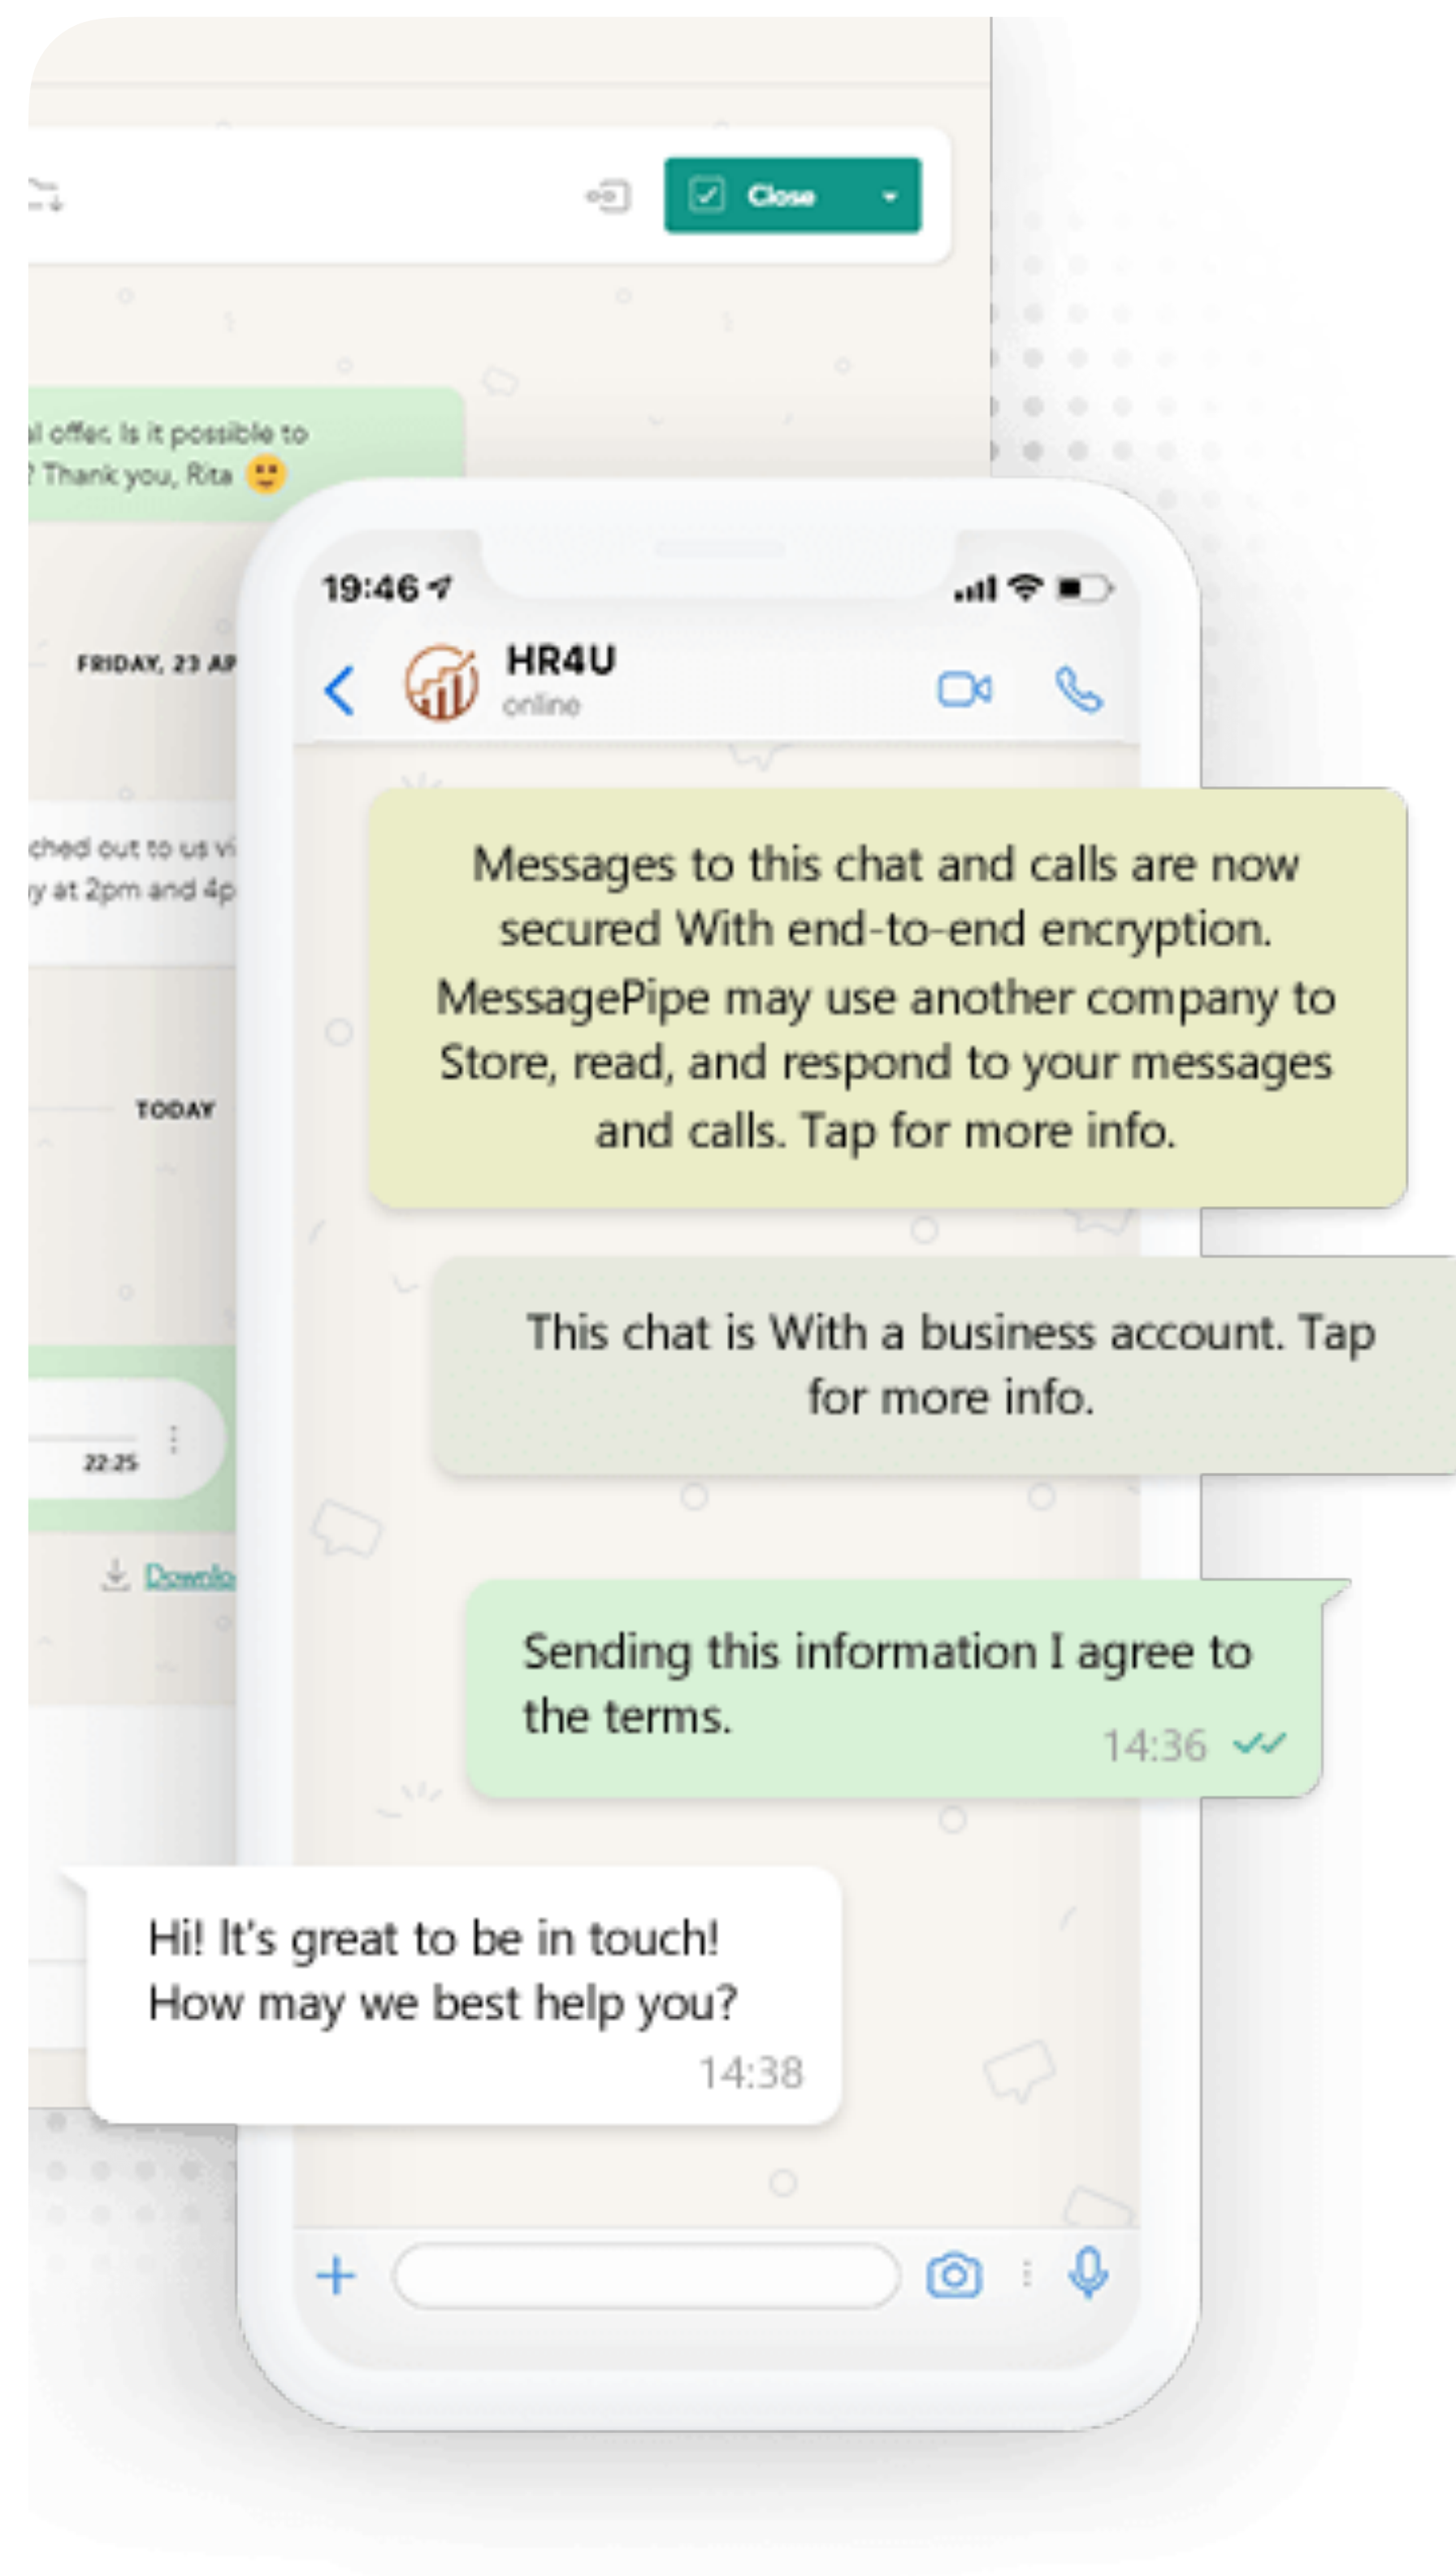 Close
al offer. Is it possible to
? Thank you, Rita
19:46
FRIDAY, 23 AP
HR4U
online
ched out to us vi
y at 2pm and 4p
Messages to this chat and calls are now
secured With end-to-end encryption.
MessagePipe may use another company to
Store, read, and respond to your messages
and calls. Tap for more info.
TODAY
This chat is With a business account. Tap
for more info.
22:25
Downlo
Sending this information I agree to
the terms.
14:36
Hi! It's great to be in touch!
How may we best help you?
14:38